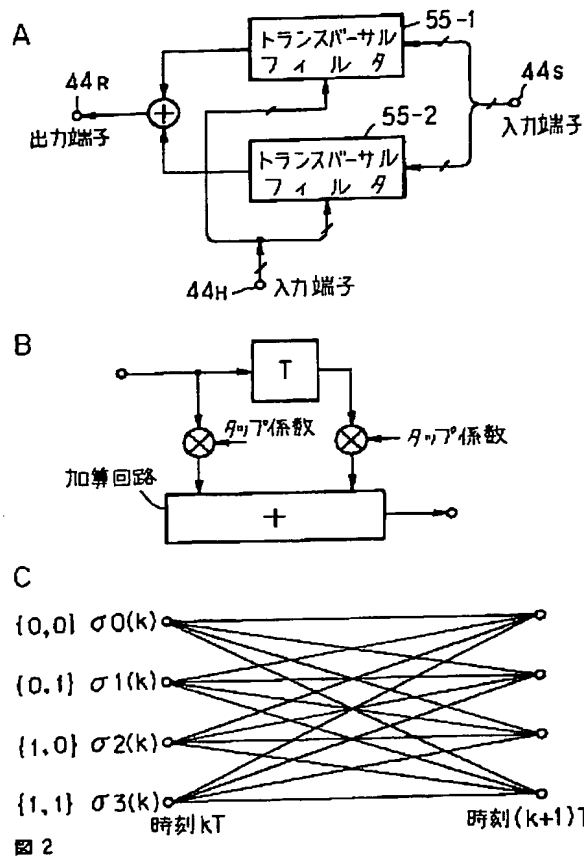 A
55-1
トランスバーサル
フィルタ
44R
出力端子
+
55-2
トランスバーサル
フィルタ
44S
入力端子
44H
入力端子
B
T
タップ係数
タップ係数
加算回路
+
C
{0,0} σ0(k)
{0,1} σ1(k)
{1,0} σ2(k)
{1,1} σ3(k)
時刻kT
時刻(k+1)T
図2